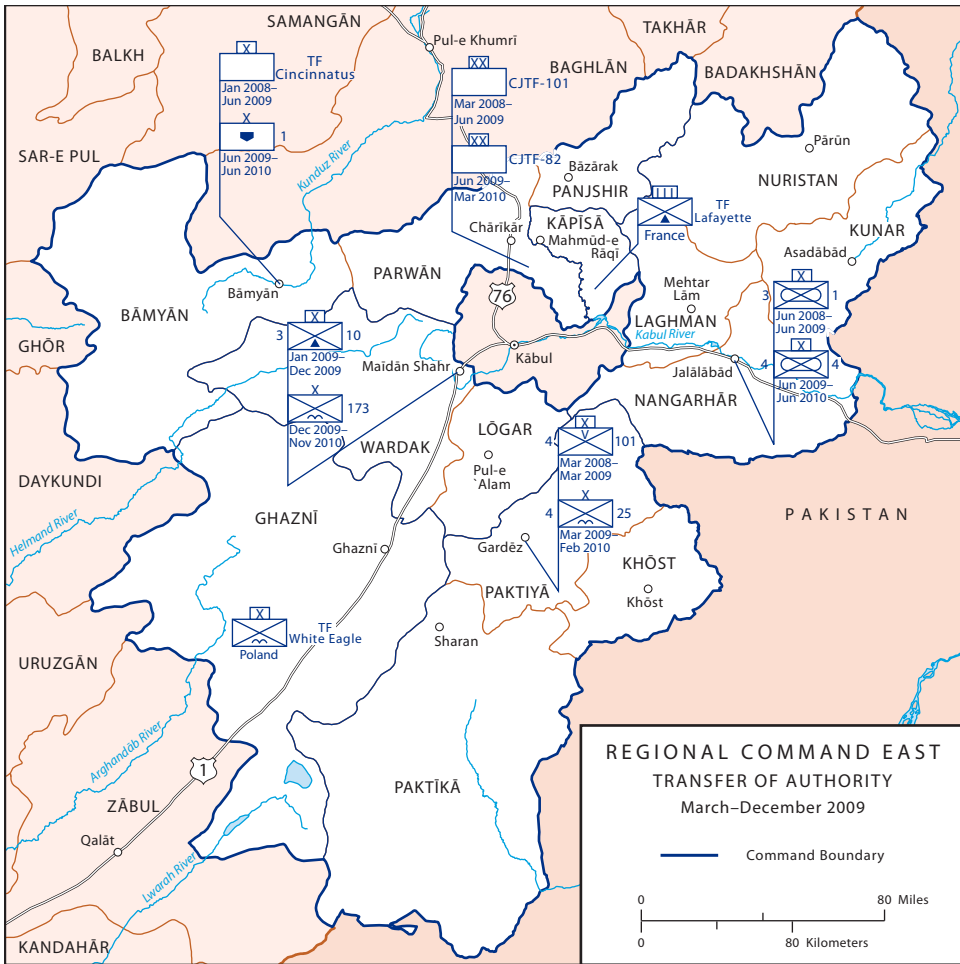 SAMANGĀN
TAKHĀR
BALKH
Pul-e Khumrī
BAGHLĀN
BADAKHSHĀN
X
TF
Cincinnatus
Jan 2008–
Jun 2009
X
1
Jun 2009–
Jun 2010
XX
CJTF-101
Mar 2008–
Jun 2009
XX
CJTF-82
Jun 2009–
Mar 2010
SAR-E PUL
Kunduz River
Pārūn
Bāzārak
PANJSHIR
NURISTAN
KĀPĪSĀ
Mahmūd-e
Rāqī
IIII
TF
Lafayette
France
KUNAR
Asadābād
Chārīkār
PARWĀN
Bāmyān
BĀMYĀN
76
Mehtar
Lām
LAGHMAN
Kabul River
X
3
1
Jun 2008–
Jun 2009
X
4
4
Jun 2009–
Jun 2010
GHŌR
X
3
10
Jan 2009–
Dec 2009
X
173
Dec 2009–
Nov 2010
Maidān Shahr
Kābul
Jalālābād
NANGARHĀR
WARDAK
LŌGAR
Pul-e
`Alam
X
V
4
101
Mar 2008–
Mar 2009
X
4
25
Mar 2009–
Feb 2010
DAYKUNDI
Helmand River
GHAZNĪ
Ghaznī
Gardēz
PAKISTAN
KHŌST
Khōst
PAKTIYĀ
X
TF
White Eagle
Poland
Sharan
URUZGĀN
Arghandāb River
1
ZĀBUL
PAKTĪKĀ
Qalāt
Lwarah River
KANDAHĀR
REGIONAL COMMAND EAST
TRANSFER OF AUTHORITY
March–December 2009
Command Boundary
0
80 Miles
0
80 Kilometers